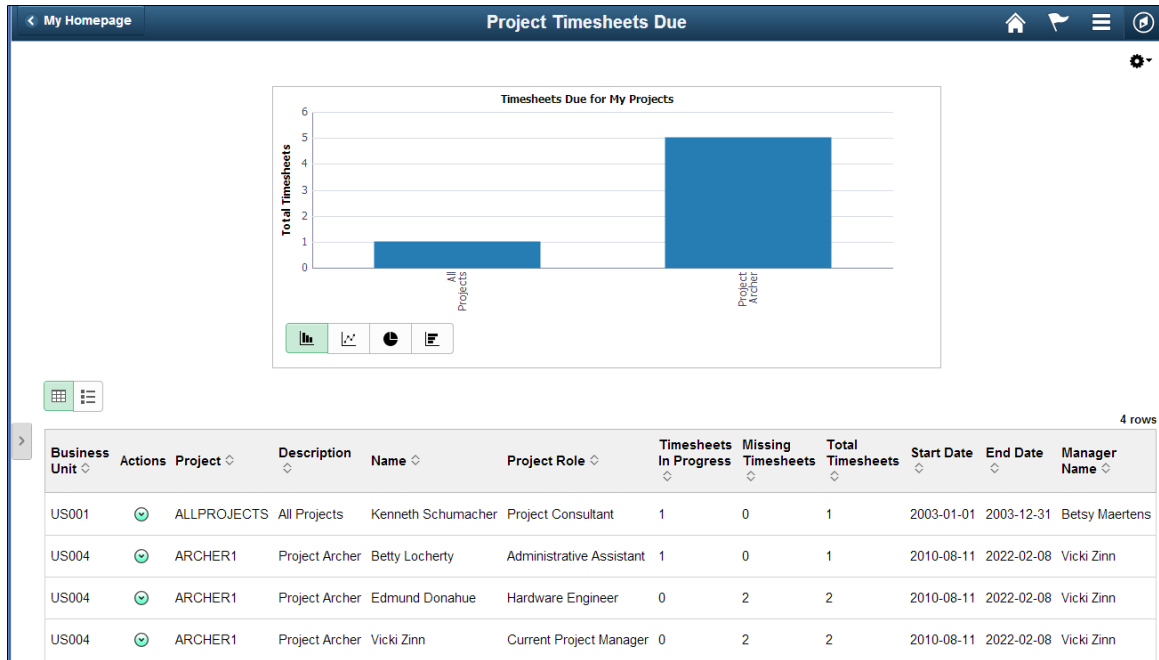 My Homepage
Project Timesheets Due
Timesheets Due for My Projects
Total Timesheets
6
5
4
3
2
1
0
All
Projects
Project
Archer
4 rows
Business Unit Actions Project Description Name Project Role Timesheets In Progress Missing Timesheets Total Timesheets Start Date End Date Manager Name
US001 ALLPROJECTS All Projects Kenneth Schumacher Project Consultant 1 0 1 2003-01-01 2003-12-31 Betsy Maertens
US004 ARCHER1 Project Archer Betty Locherty Administrative Assistant 1 0 1 2010-08-11 2022-02-08 Vicki Zinn
US004 ARCHER1 Project Archer Edmund Donahue Hardware Engineer 0 2 2 2010-08-11 2022-02-08 Vicki Zinn
US004 ARCHER1 Project Archer Vicki Zinn Current Project Manager 0 2 2 2010-08-11 2022-02-08 Vicki Zinn